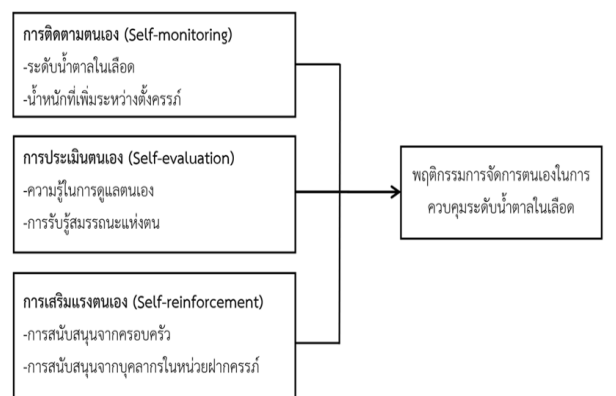 การติดตามตนเอง (Self-monitoring)
-ระดับน้ำตาลในเลือด
-น้ำหนักที่เพิ่มระหว่างตั้งครรภ์
การประเมินตนเอง (Self-evaluation)
-ความรู้ในการดูแลตนเอง
-การรับรู้สมรรถนะแห่งตน
การเสริมแรงตนเอง (Self-reinforcement)
-การสนับสนุนจากครอบครัว
-การสนับสนุนจากบุคลากรในหน่วยฝากครรภ์
พฤติกรรมการจัดการตนเองในการ
ควบคุมระดับน้ำตาลในเลือด